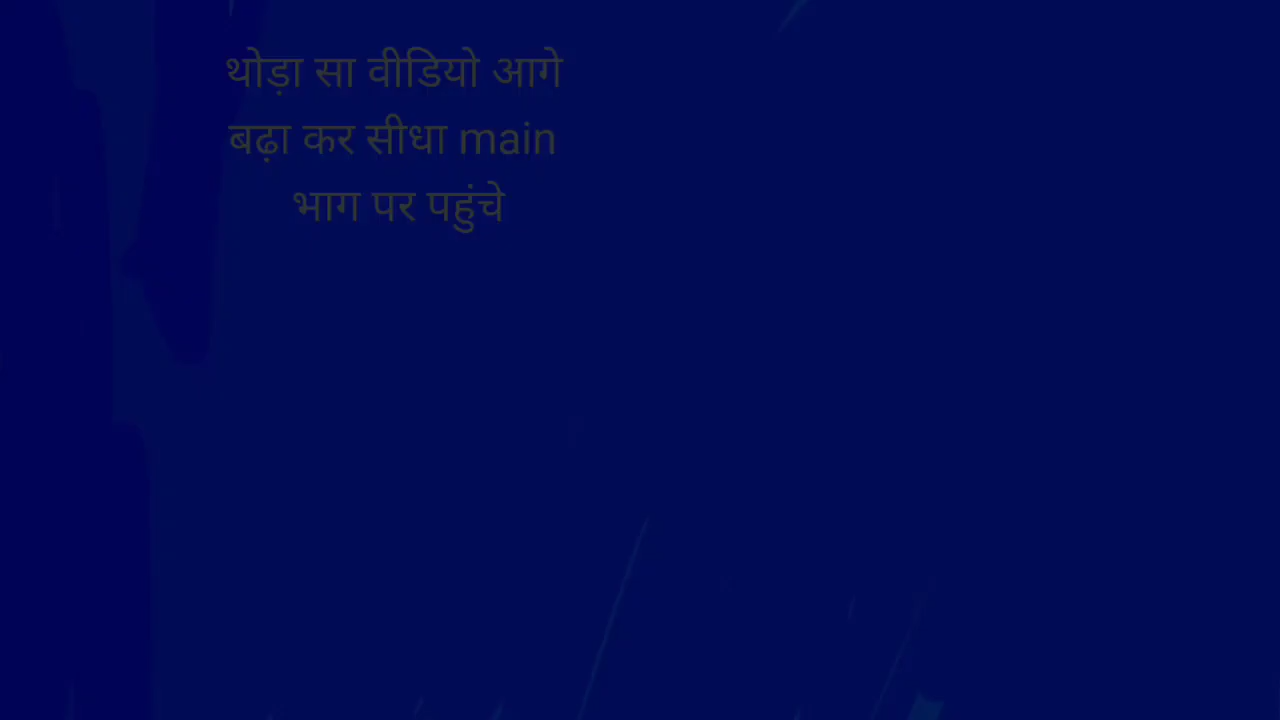 थोड़ा सा वीडियो आगे
बढ़ा कर सीधा main
भाग पर पहुंचे